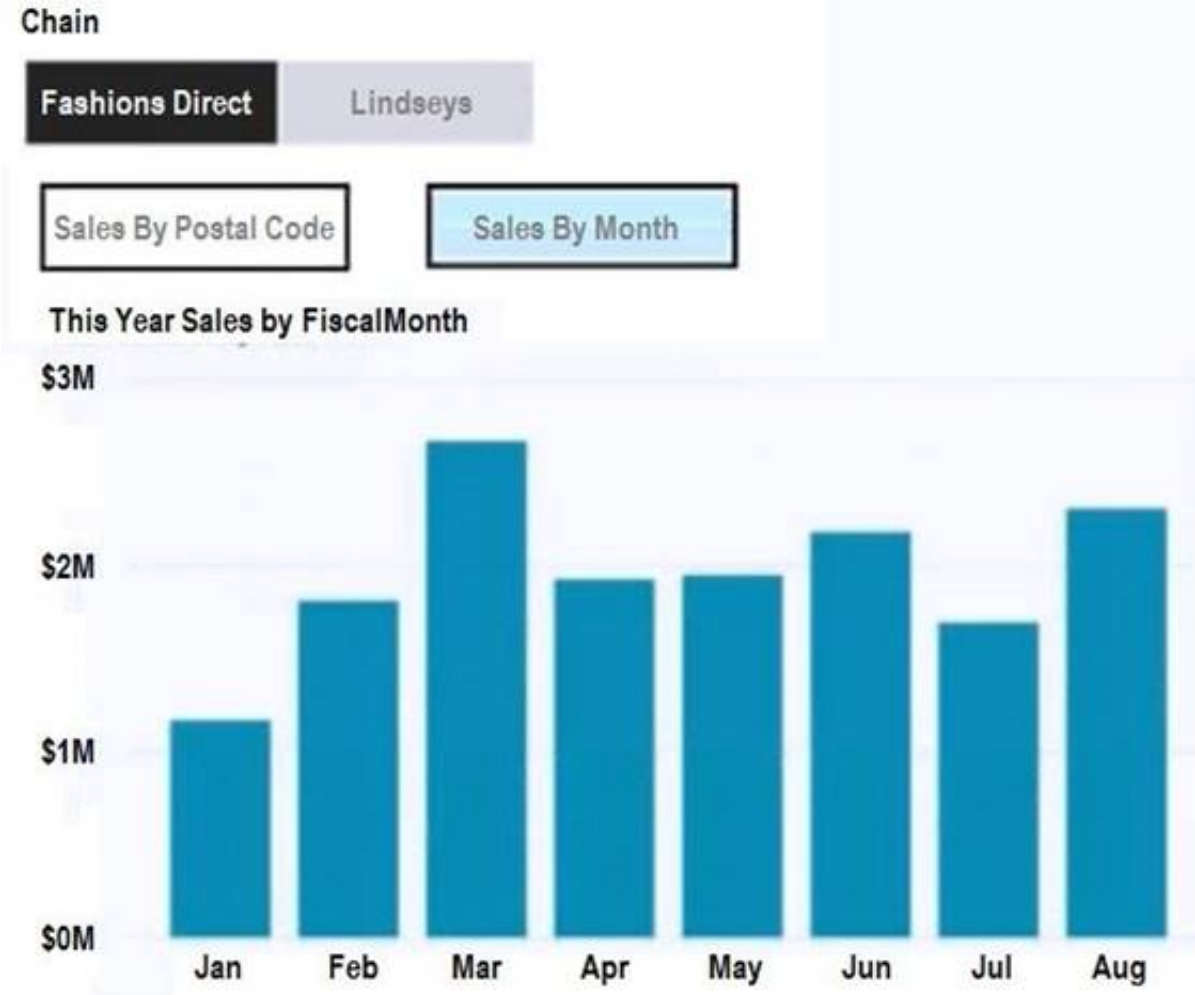 Chain
Fashions Direct Lindseys
Sales By Postal Code Sales By Month
This Year Sales by FiscalMonth
$3M
$2M
$1M
$0M
Jan Feb Mar Apr May Jun Jul Aug